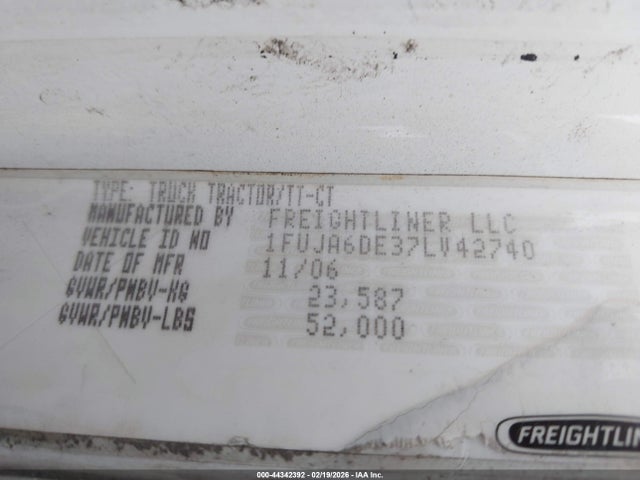 TYPE: TRUCK TRACTOR/TT-CT
MANUFACTURED BY FREIGHTLINER LLC
VEHICLE ID NO 1FUJA6DE37LV42740
DATE OF MFR 11/06
GVWR/PNBV-KG 23,587
GVWR/PNBV-LBS 52,000
FREIGHTLIN
000-44342392 - 02/19/2026 - IAA Inc.